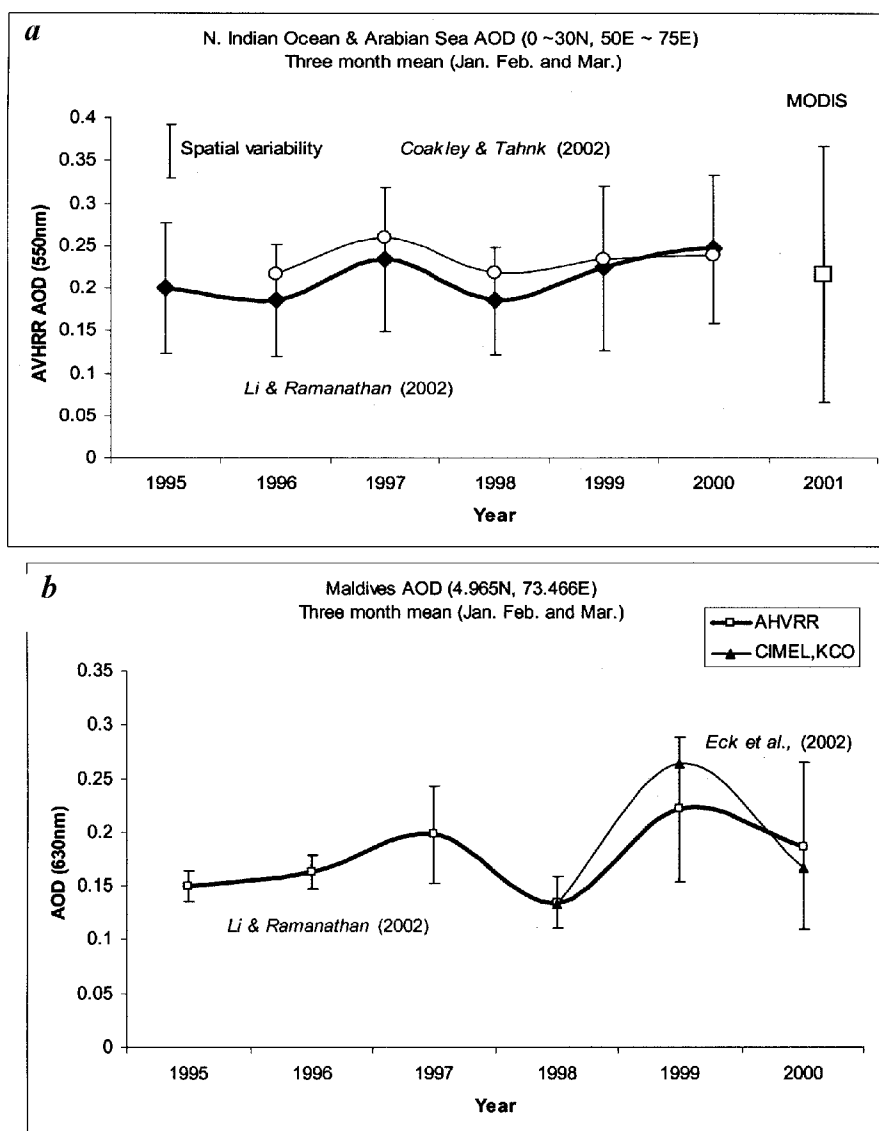 a
N. Indian Ocean & Arabian Sea AOD (0 ~30N, 50E ~ 75E)
Three month mean (Jan. Feb. and Mar.)
MODIS
Spatial variability
Coakley & Tahnk (2002)
Li & Ramanathan (2002)
AVHRR AOD (550nm)
0.4
0.35
0.3
0.25
0.2
0.15
0.1
0.05
0
1995 1996 1997 1998 1999 2000 2001
Year
b
Maldives AOD (4.965N, 73.466E)
Three month mean (Jan. Feb. and Mar.)
AHVRR
CIMEL,KCO
Eck et al., (2002)
Li & Ramanathan (2002)
AOD (630nm)
0.35
0.3
0.25
0.2
0.15
0.1
0.05
0
1995 1996 1997 1998 1999 2000
Year